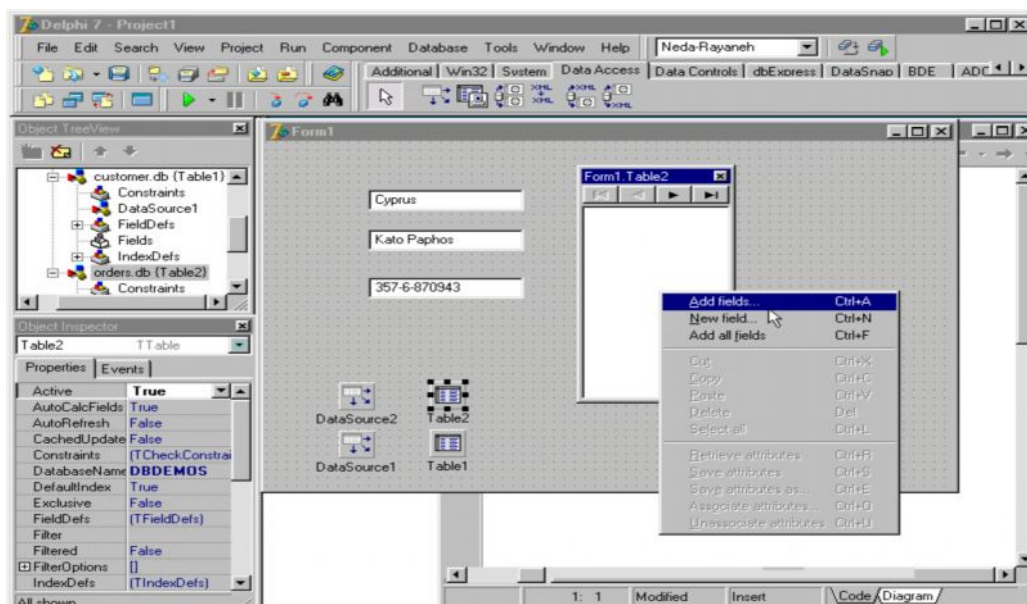 Delphi 7 - Project1
File Edit Search View Project Run Component Database Tools Window Help
Neda-Rayaneh
Additional Win32 System Data Access Data Controls dbExpress DataSnap BDE
Object TreeView
customer.db {Table1}
Constraints
DataSource1
FieldDefs
Fields
IndexDefs
orders.db {Table2}
Constraints
Object Inspector
Table2 TTable
Properties Events
Active True
AutoCalcFields True
AutoRefresh False
CachedUpdate False
Constraints (TCheckConstrai
DatabaseName DBDEMOS
DefaultIndex True
Exclusive False
FieldDefs (TFieldDefs)
Filter
Filtered False
FilterOptions []
IndexDefs (TIndexDefs)
All shown
Form1
Cyprus
Kato Paphos
357-6-870943
DataSource2 Table2
DataSource1 Table1
Form1.Table2
Add fields... Ctrl+A
New field... Ctrl+N
Add all fields Ctrl+F
Cut Ctrl+X
Copy Ctrl+C
Paste Ctrl+V
Delete Del
Select all Ctrl+L
Retrieve attributes Ctrl+R
Save attributes Ctrl+S
Save attributes as... Ctrl+E
Associate attributes... Ctrl+O
Unassociate attributes Ctrl+U
1: 1 Modified Insert Code Diagram